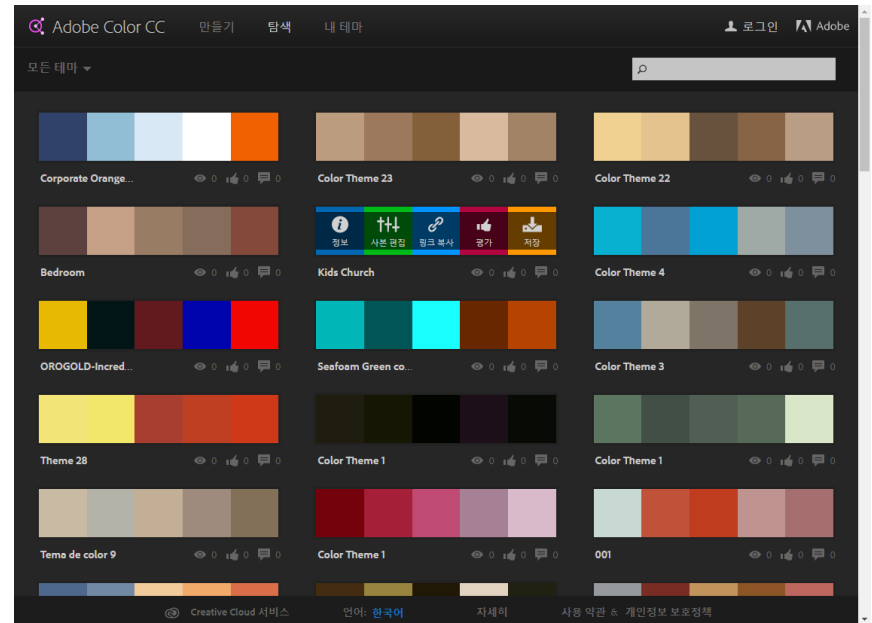 Adobe Color CC 만들기 탐색 내 테마 로그인 Adobe
모든 테마
Corporate Orange... 0 0 0
Color Theme 23 0 0 0
Color Theme 22 0 0 0
정보 사본 편집 링크 복사 평가 저장
Bedroom 0 0 0
Kids Church 0 0 0
Color Theme 4 0 0 0
OROGOLD-Incred... 0 0 0
Seafoam Green co... 0 0 0
Color Theme 3 0 0 0
Theme 28 0 0 0
Color Theme 1 0 0 0
Color Theme 1 0 0 0
Tema de color 9 0 0 0
Color Theme 1 0 0 0
001 0 0 0
Creative Cloud 서비스 언어: 한국어 자세히 사용 약관 & 개인정보 보호정책